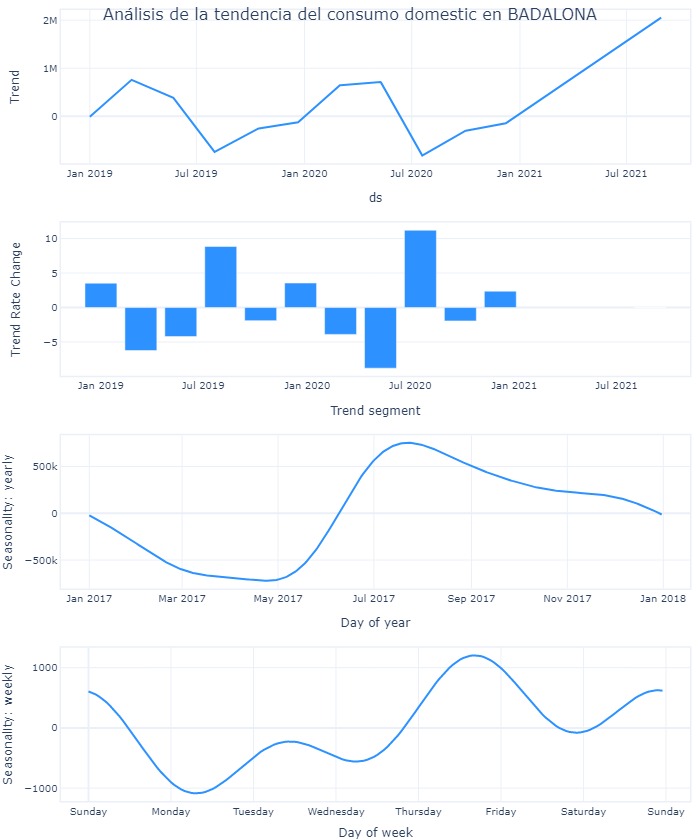 Análisis de la tendencia del consumo domestic en BADALONA
2M
1M
0
Trend
Jan 2019 Jul 2019 Jan 2020 Jul 2020 Jan 2021 Jul 2021
ds
10
5
0
−5
Trend Rate Change
Jan 2019 Jul 2019 Jan 2020 Jul 2020 Jan 2021 Jul 2021
Trend segment
500k
0
−500k
Seasonality: yearly
Jan 2017 Mar 2017 May 2017 Jul 2017 Sep 2017 Nov 2017 Jan 2018
Day of year
1000
0
−1000
Seasonality: weekly
Sunday Monday Tuesday Wednesday Thursday Friday Saturday Sunday
Day of week